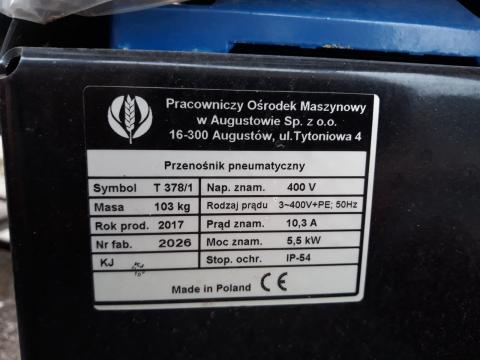 Pracowniczy Ośrodek Maszynowy
w Augustowie Sp. z o.o.
16-300 Augustów, ul.Tytoniowa 4
Przenośnik pneumatyczny
Symbol T 378/1 Nap. znam. 400 V
Masa 103 kg Rodzaj prądu 3~400V+PE; 50Hz
Rok prod. 2017 Prąd znam. 10,3 A
Nr fab. 2026 Moc znam. 5,5 kW
KJ Stop. ochr. IP-54
Made in Poland CE